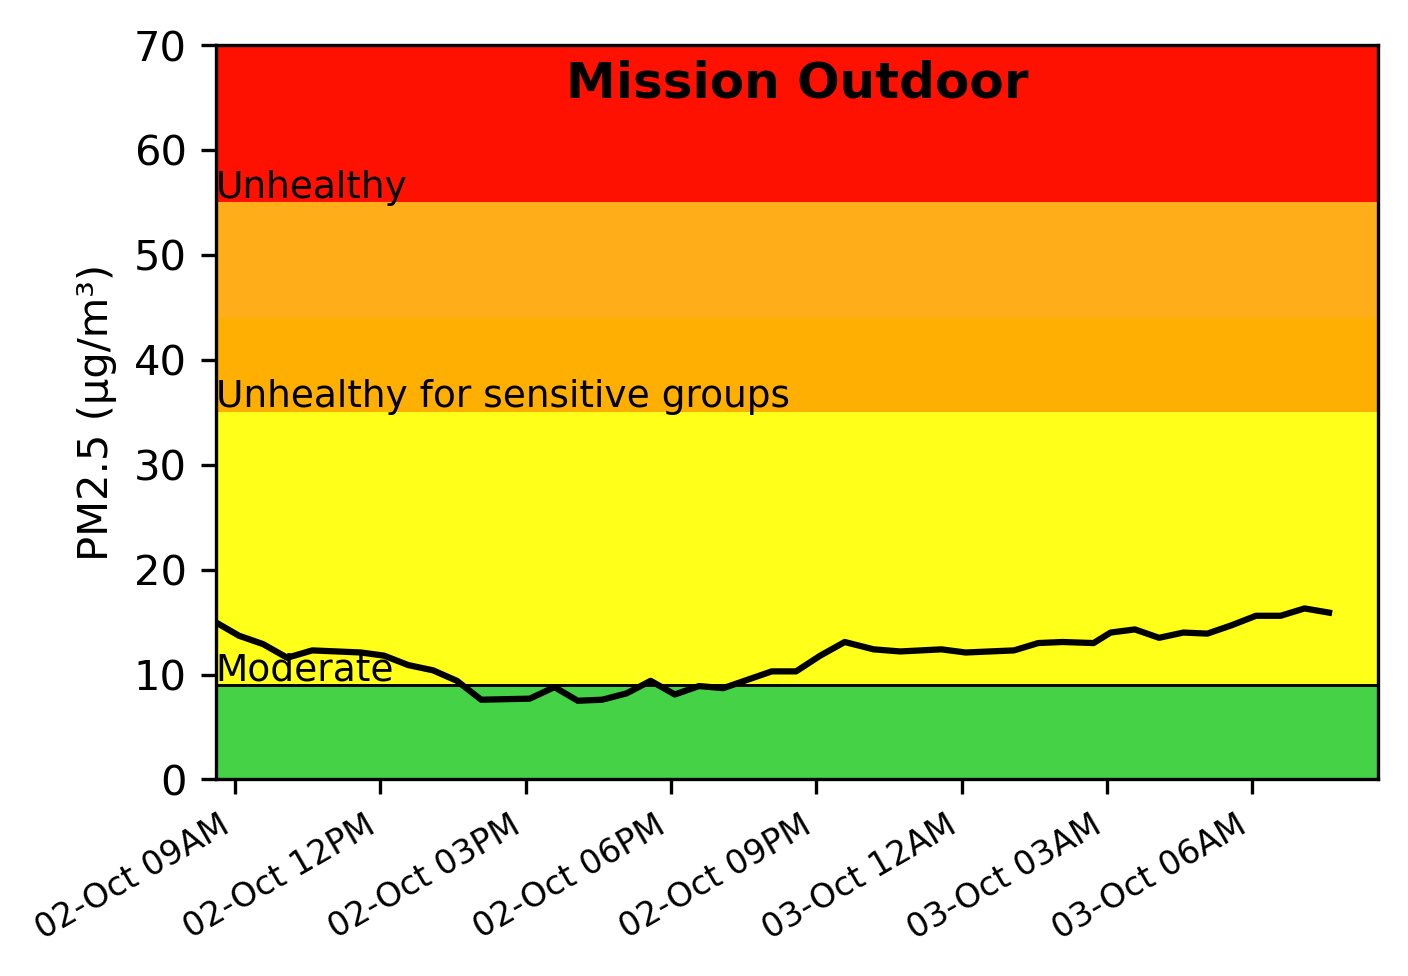 Mission Outdoor
PM2.5 (µg/m³)
70
60
Unhealthy
50
40
Unhealthy for sensitive groups
30
20
10
Moderate
0
02-Oct 09AM
02-Oct 12PM
02-Oct 03PM
02-Oct 06PM
02-Oct 09PM
03-Oct 12AM
03-Oct 03AM
03-Oct 06AM